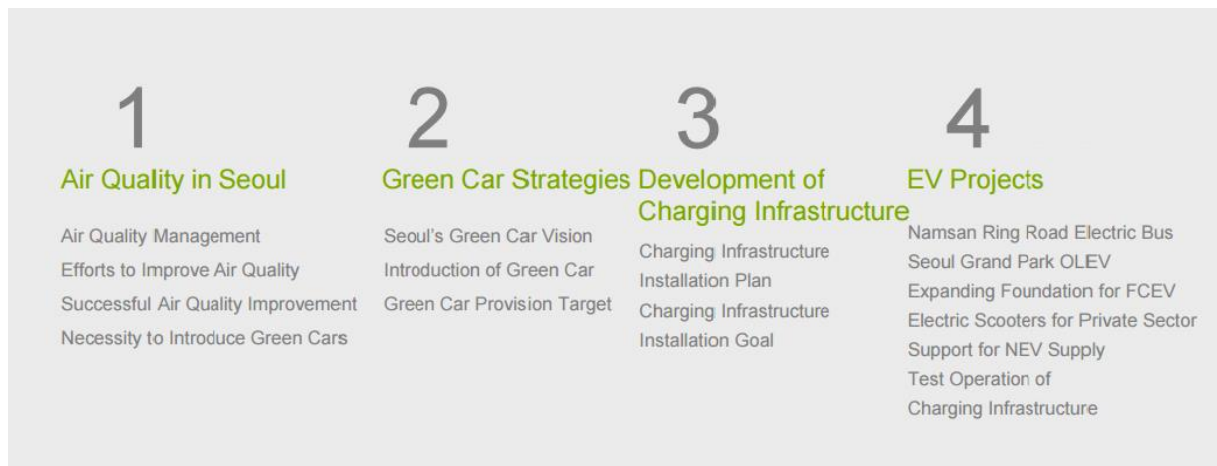 1
Air Quality in Seoul
Air Quality Management
Efforts to Improve Air Quality
Successful Air Quality Improvement
Necessity to Introduce Green Cars
2
Green Car Strategies
Seoul's Green Car Vision
Introduction of Green Car
Green Car Provision Target
3
Development of
Charging Infrastructure
Charging Infrastructure
Installation Plan
Charging Infrastructure
Installation Goal
4
EV Projects
Namsan Ring Road Electric Bus
Seoul Grand Park OLEV
Expanding Foundation for FCEV
Electric Scooters for Private Sector
Support for NEV Supply
Test Operation of
Charging Infrastructure